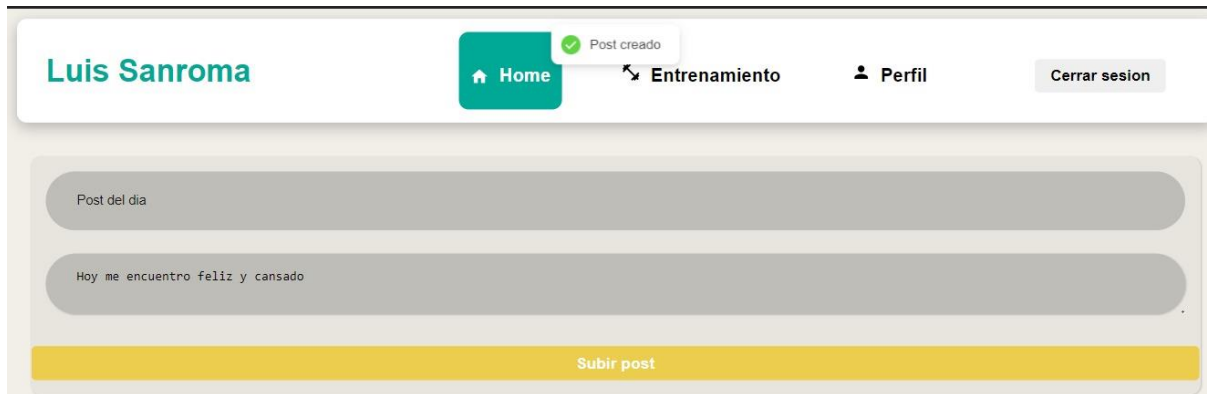 Post creado
Luis Sanroma
Home
Entrenamiento
Perfil
Cerrar sesion
Post del dia
Hoy me encuentro feliz y cansado
Subir post